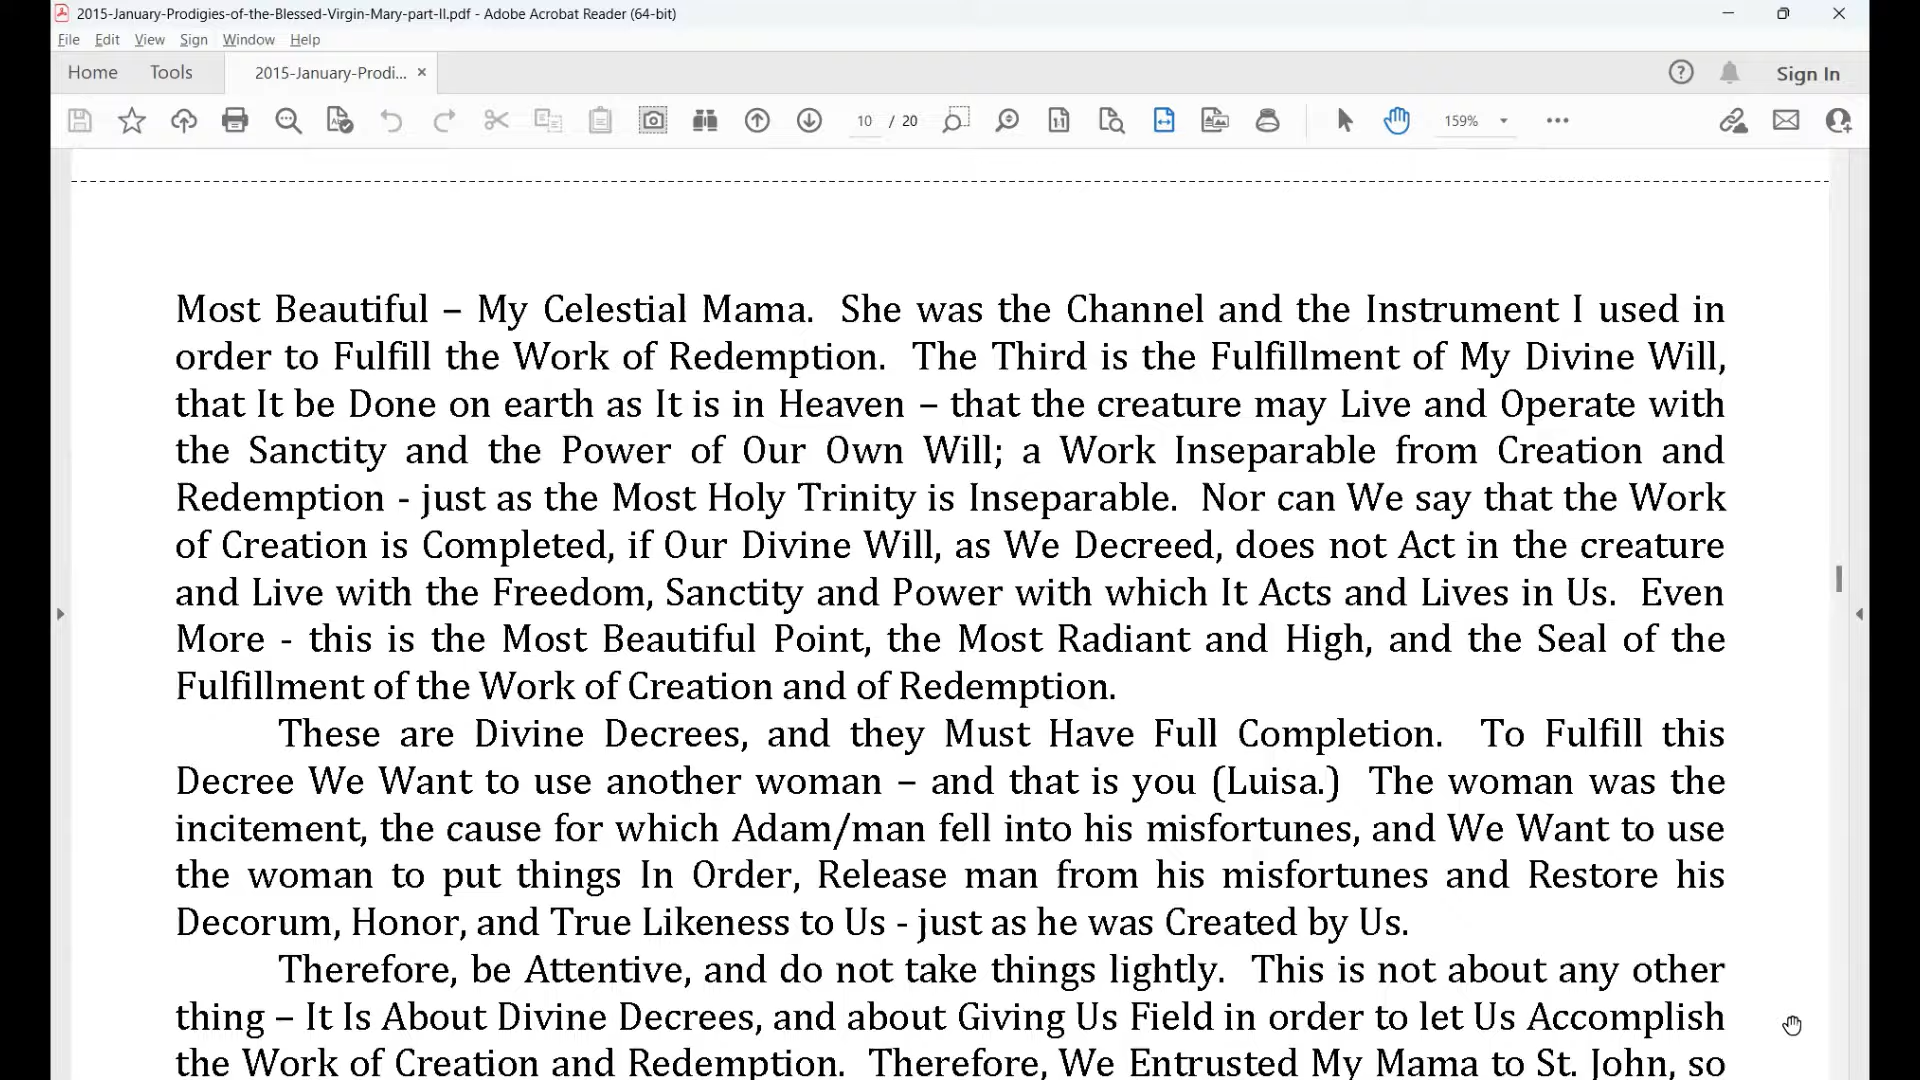 2015-January-Prodigies-of-the-Blessed-Virgin-Mary-part-II.pdf - Adobe Acrobat Reader (64-bit)
File Edit View Sign Window Help
Home Tools 2015-January-Prodi... Sign In
10 / 20 159%
Most Beautiful – My Celestial Mama.  She was the Channel and the Instrument I used in
order to Fulfill the Work of Redemption.  The Third is the Fulfillment of My Divine Will,
that It be Done on earth as It is in Heaven – that the creature may Live and Operate with
the Sanctity and the Power of Our Own Will; a Work Inseparable from Creation and
Redemption - just as the Most Holy Trinity is Inseparable.  Nor can We say that the Work
of Creation is Completed, if Our Divine Will, as We Decreed, does not Act in the creature
and Live with the Freedom, Sanctity and Power with which It Acts and Lives in Us.  Even
More - this is the Most Beautiful Point, the Most Radiant and High, and the Seal of the
Fulfillment of the Work of Creation and of Redemption.
These are Divine Decrees, and they Must Have Full Completion.  To Fulfill this
Decree We Want to use another woman – and that is you (Luisa.)  The woman was the
incitement, the cause for which Adam/man fell into his misfortunes, and We Want to use
the woman to put things In Order, Release man from his misfortunes and Restore his
Decorum, Honor, and True Likeness to Us - just as he was Created by Us.
Therefore, be Attentive, and do not take things lightly.  This is not about any other
thing – It Is About Divine Decrees, and about Giving Us Field in order to let Us Accomplish
the Work of Creation and Redemption.  Therefore, We Entrusted My Mama to St. John, so